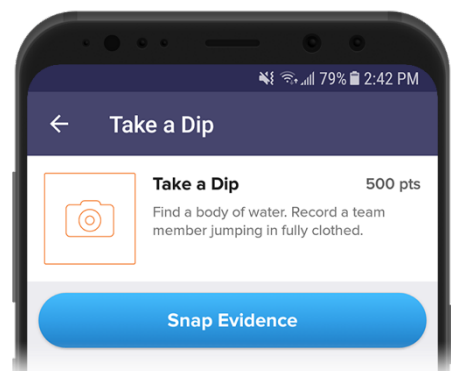 79% 2:42 PM
Take a Dip
Take a Dip 500 pts
Find a body of water. Record a team
member jumping in fully clothed.
Snap Evidence